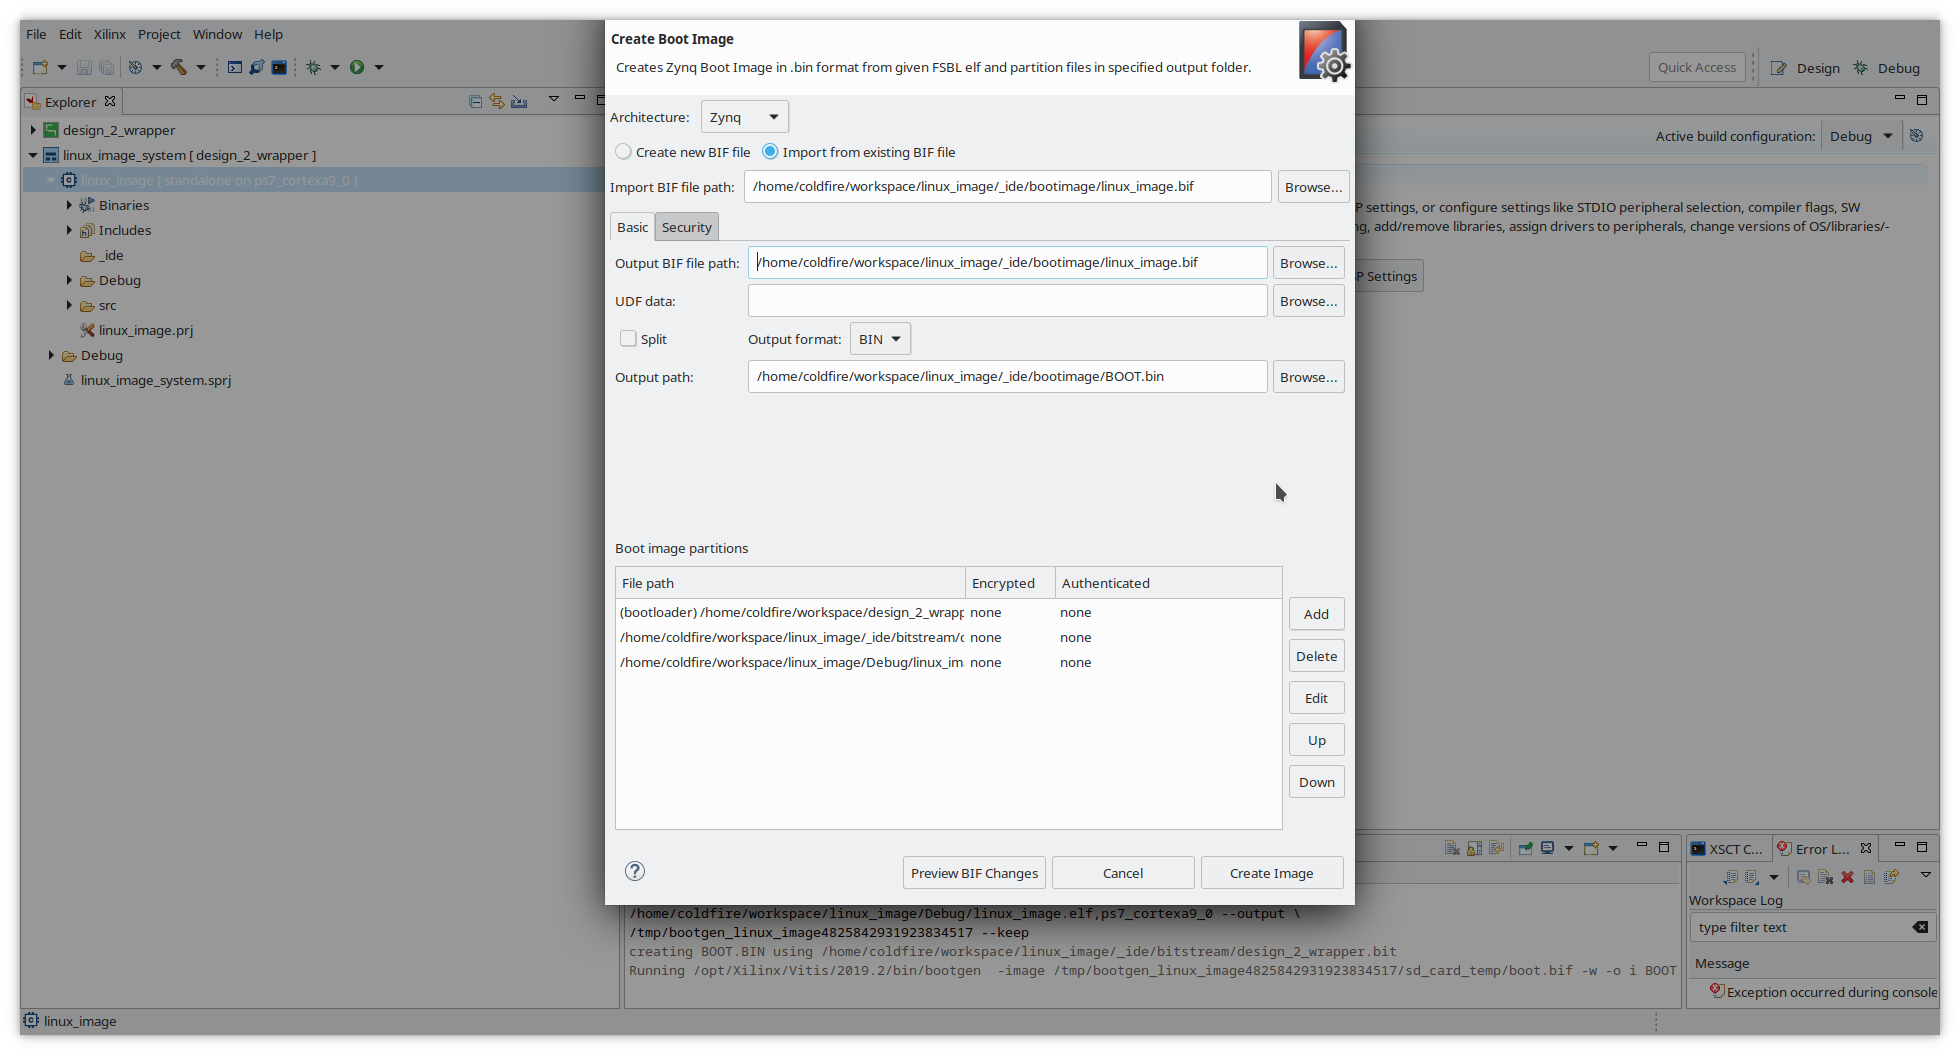 File Edit Xilinx Project Window Help
Quick Access Design Debug
Explorer
design_2_wrapper
linux_image_system [ design_2_wrapper ]
linux_image [ standalone on ps7_cortexa9_0 ]
Binaries
Includes
_ide
Debug
src
linux_image.prj
Debug
linux_image_system.sprj
Create Boot Image
Creates Zynq Boot Image in .bin format from given FSBL elf and partition files in specified output folder.
Architecture: Zynq
Create new BIF file Import from existing BIF file
Import BIF file path: /home/coldfire/workspace/linux_image/_ide/bootimage/linux_image.bif Browse...
Basic Security
Output BIF file path: /home/coldfire/workspace/linux_image/_ide/bootimage/linux_image.bif Browse...
UDF data: Browse...
Split Output format: BIN
Output path: /home/coldfire/workspace/linux_image/_ide/bootimage/BOOT.bin Browse...
Boot image partitions
File path Encrypted Authenticated
(bootloader) /home/coldfire/workspace/design_2_wrapp none none
/home/coldfire/workspace/linux_image/_ide/bitstream/d none none
/home/coldfire/workspace/linux_image/Debug/linux_im none none
Add
Delete
Edit
Up
Down
Preview BIF Changes Cancel Create Image
Active build configuration: Debug
P settings, or configure settings like STDIO peripheral selection, compiler flags, SW
g, add/remove libraries, assign drivers to peripherals, change versions of OS/libraries/-
P Settings
/home/coldfire/workspace/linux_image/Debug/linux_image.elf,ps7_cortexa9_0 --output \
/tmp/bootgen_linux_image4825842931923834517 --keep
creating BOOT.BIN using /home/coldfire/workspace/linux_image/_ide/bitstream/design_2_wrapper.bit
Running /opt/Xilinx/Vitis/2019.2/bin/bootgen -image /tmp/bootgen_linux_image4825842931923834517/sd_card_temp/boot.bif -w -o i BOOT
XSCT C... Error L...
Workspace Log
type filter text
Message
Exception occurred during console
linux_image